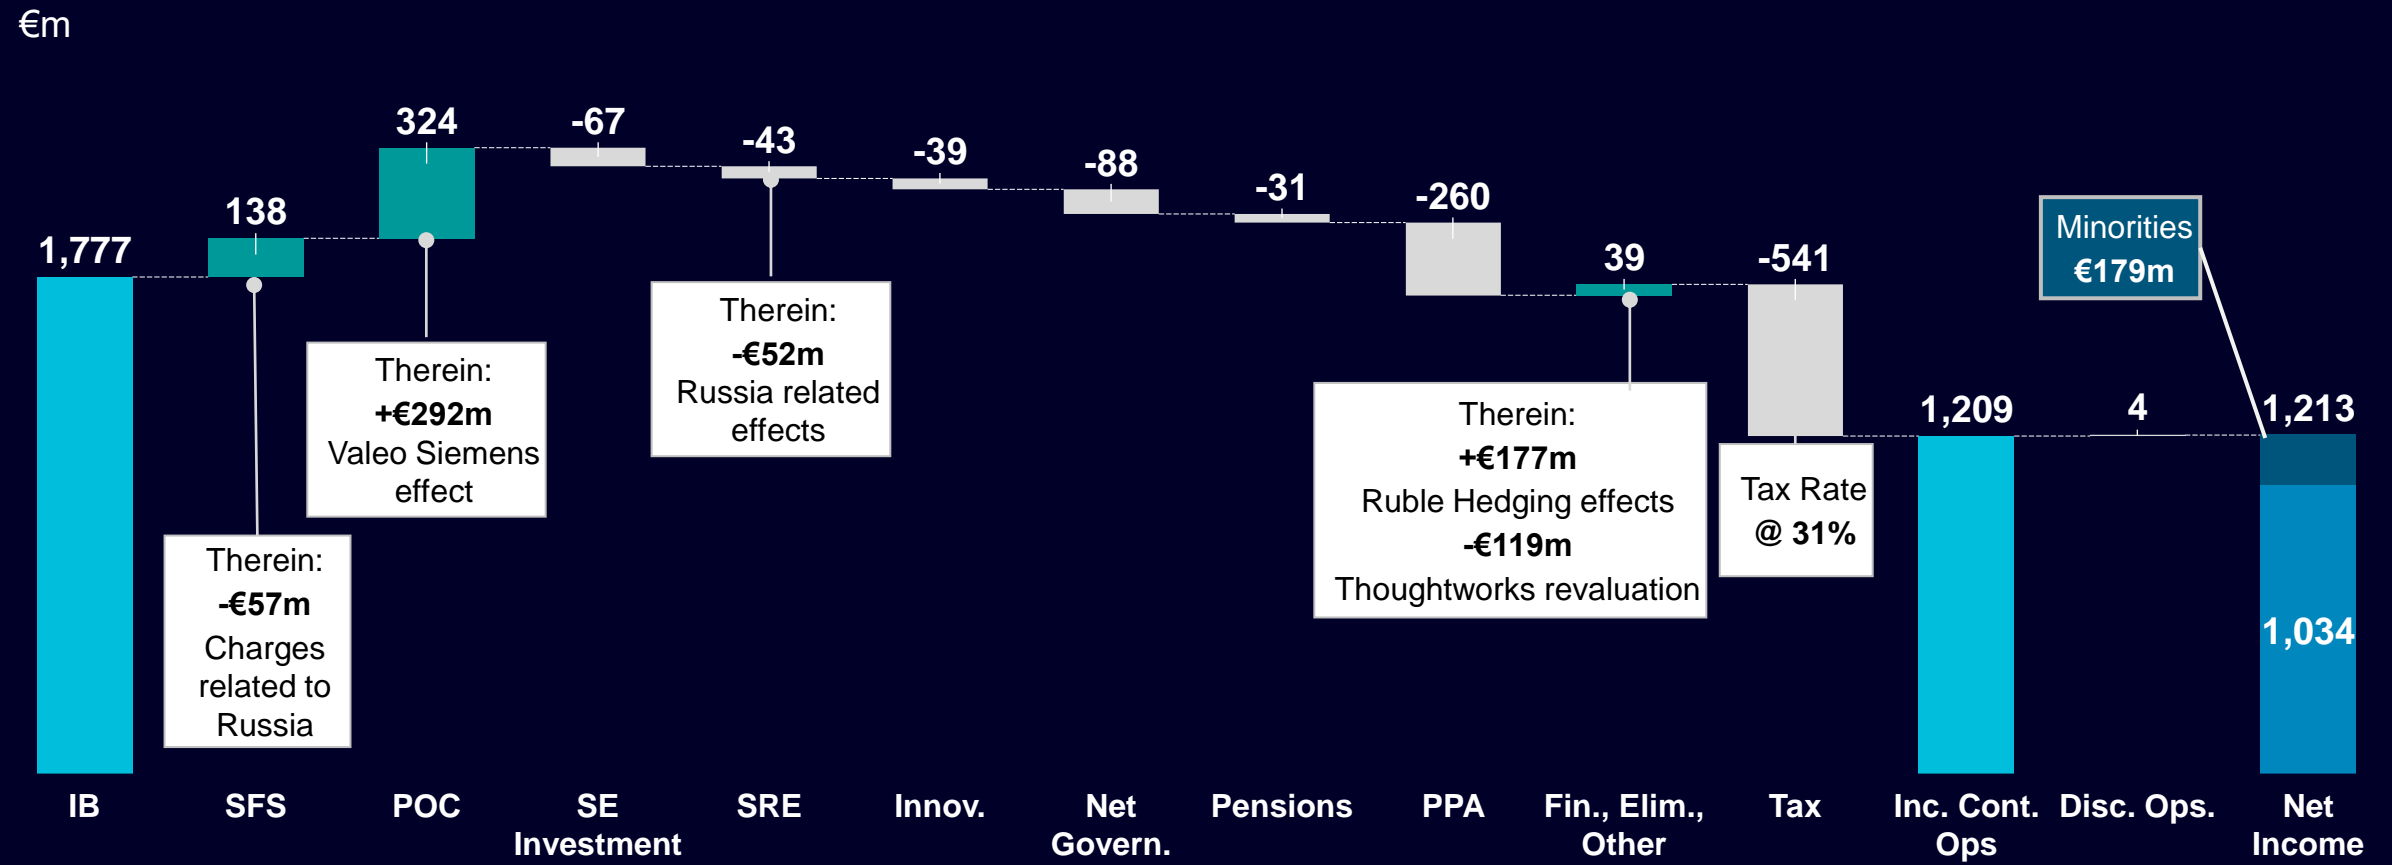 €m
1,777
138
324
-67
-43
-39
-88
-31
-260
39
-541
1,209
4
1,213
1,034
Minorities
€179m
Therein:
-€57m
Charges
related to
Russia
Therein:
+€292m
Valeo Siemens
effect
Therein:
-€52m
Russia related
effects
Therein:
+€177m
Ruble Hedging effects
-€119m
Thoughtworks revaluation
Tax Rate
@ 31%
IB
SFS
POC
SE
Investment
SRE
Innov.
Net
Govern.
Pensions
PPA
Fin., Elim.,
Other
Tax
Inc. Cont.
Ops
Disc. Ops.
Net
Income